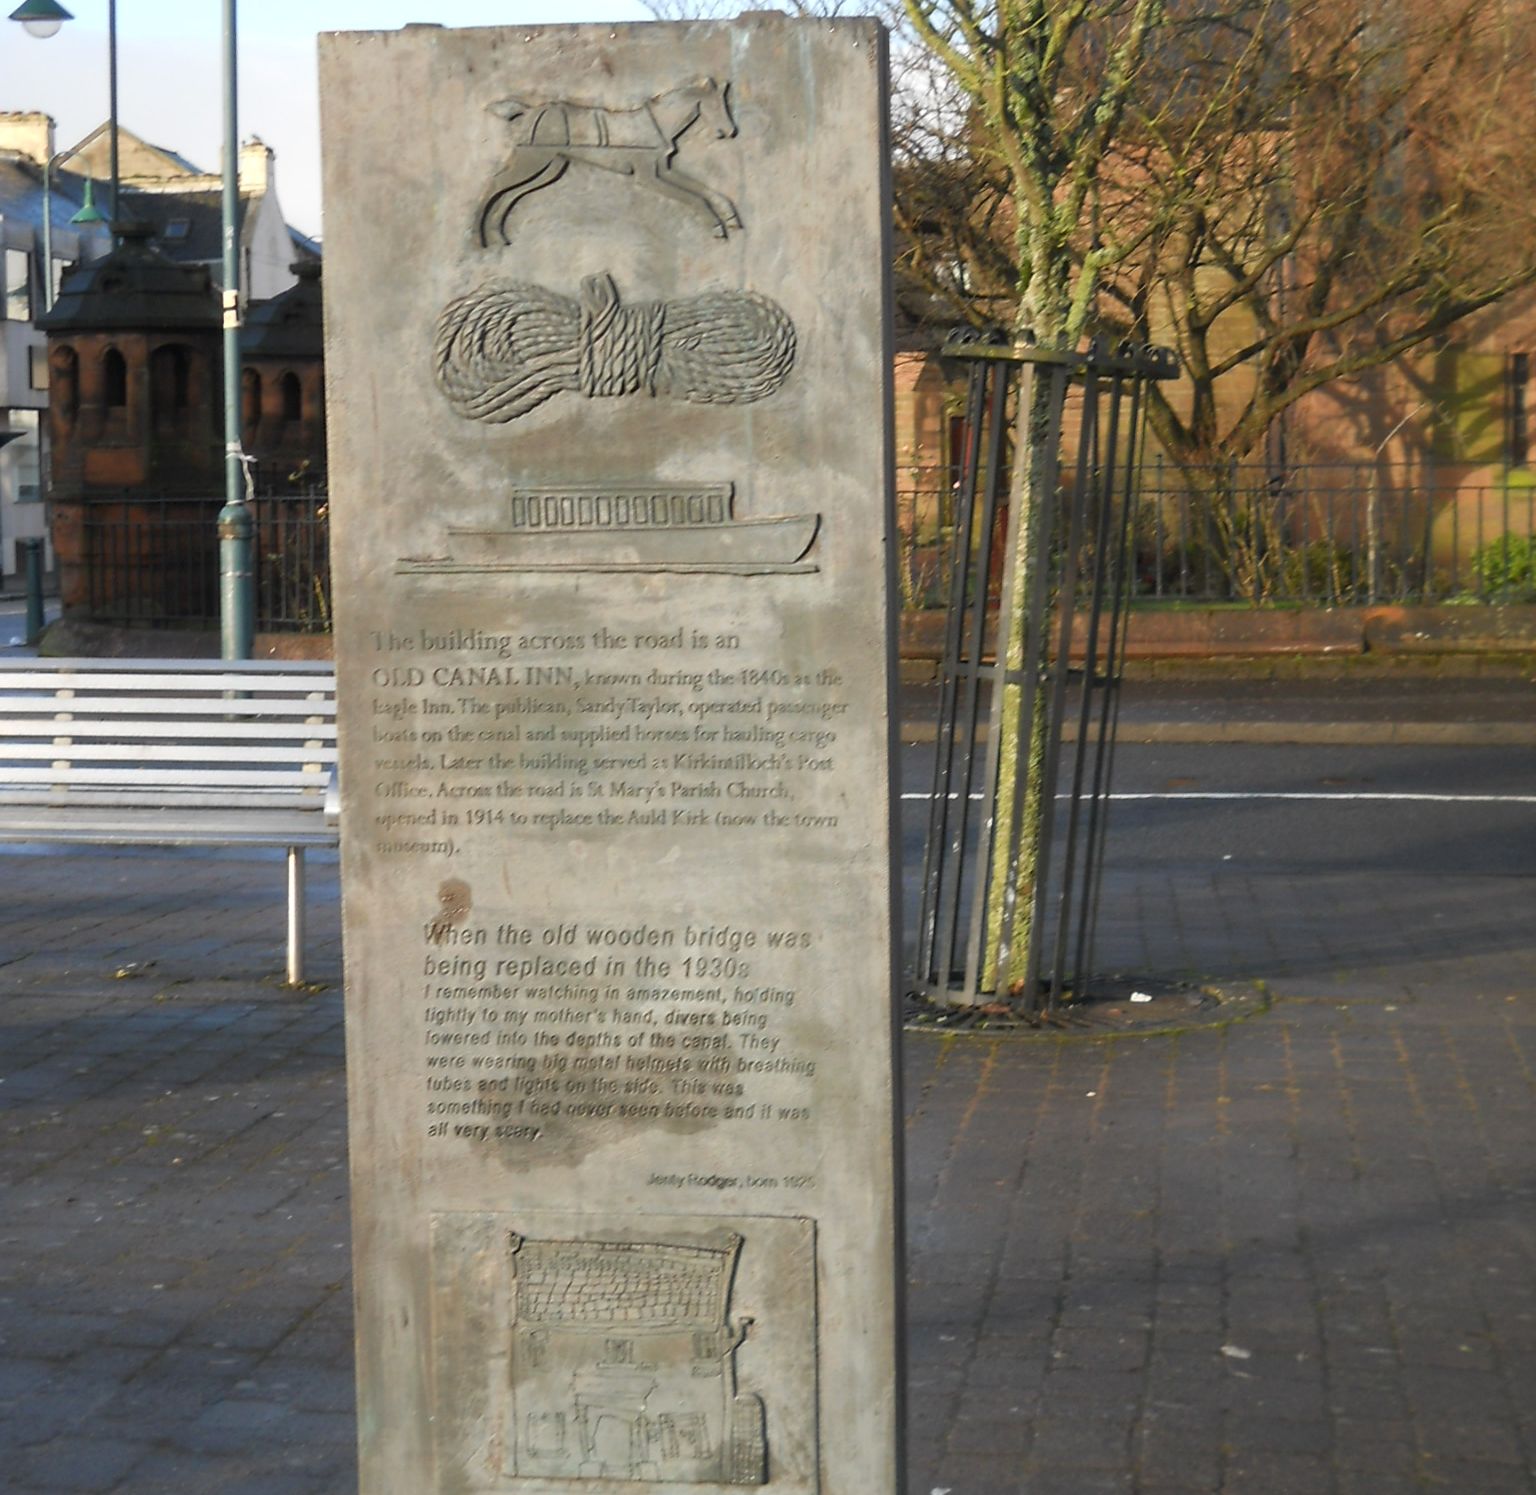 The building across the road is an
OLD CANAL INN, known during the 1840s as the
Eagle Inn. The publican, Sandy Taylor, operated passenger
boats on the canal and supplied horses for hauling cargo
vessels. Later the building served as Kirkintilloch's Post
Office. Across the road is St Mary's Parish Church,
opened in 1914 to replace the Auld Kirk (now the town
museum).
When the old wooden bridge was
being replaced in the 1930s
I remember watching in amazement, holding
tightly to my mother's hand, divers being
lowered into the depths of the canal. They
were wearing big metal helmets with breathing
tubes and lights on the side. This was
something I had never seen before and it was
all very scary.
Rodger, born